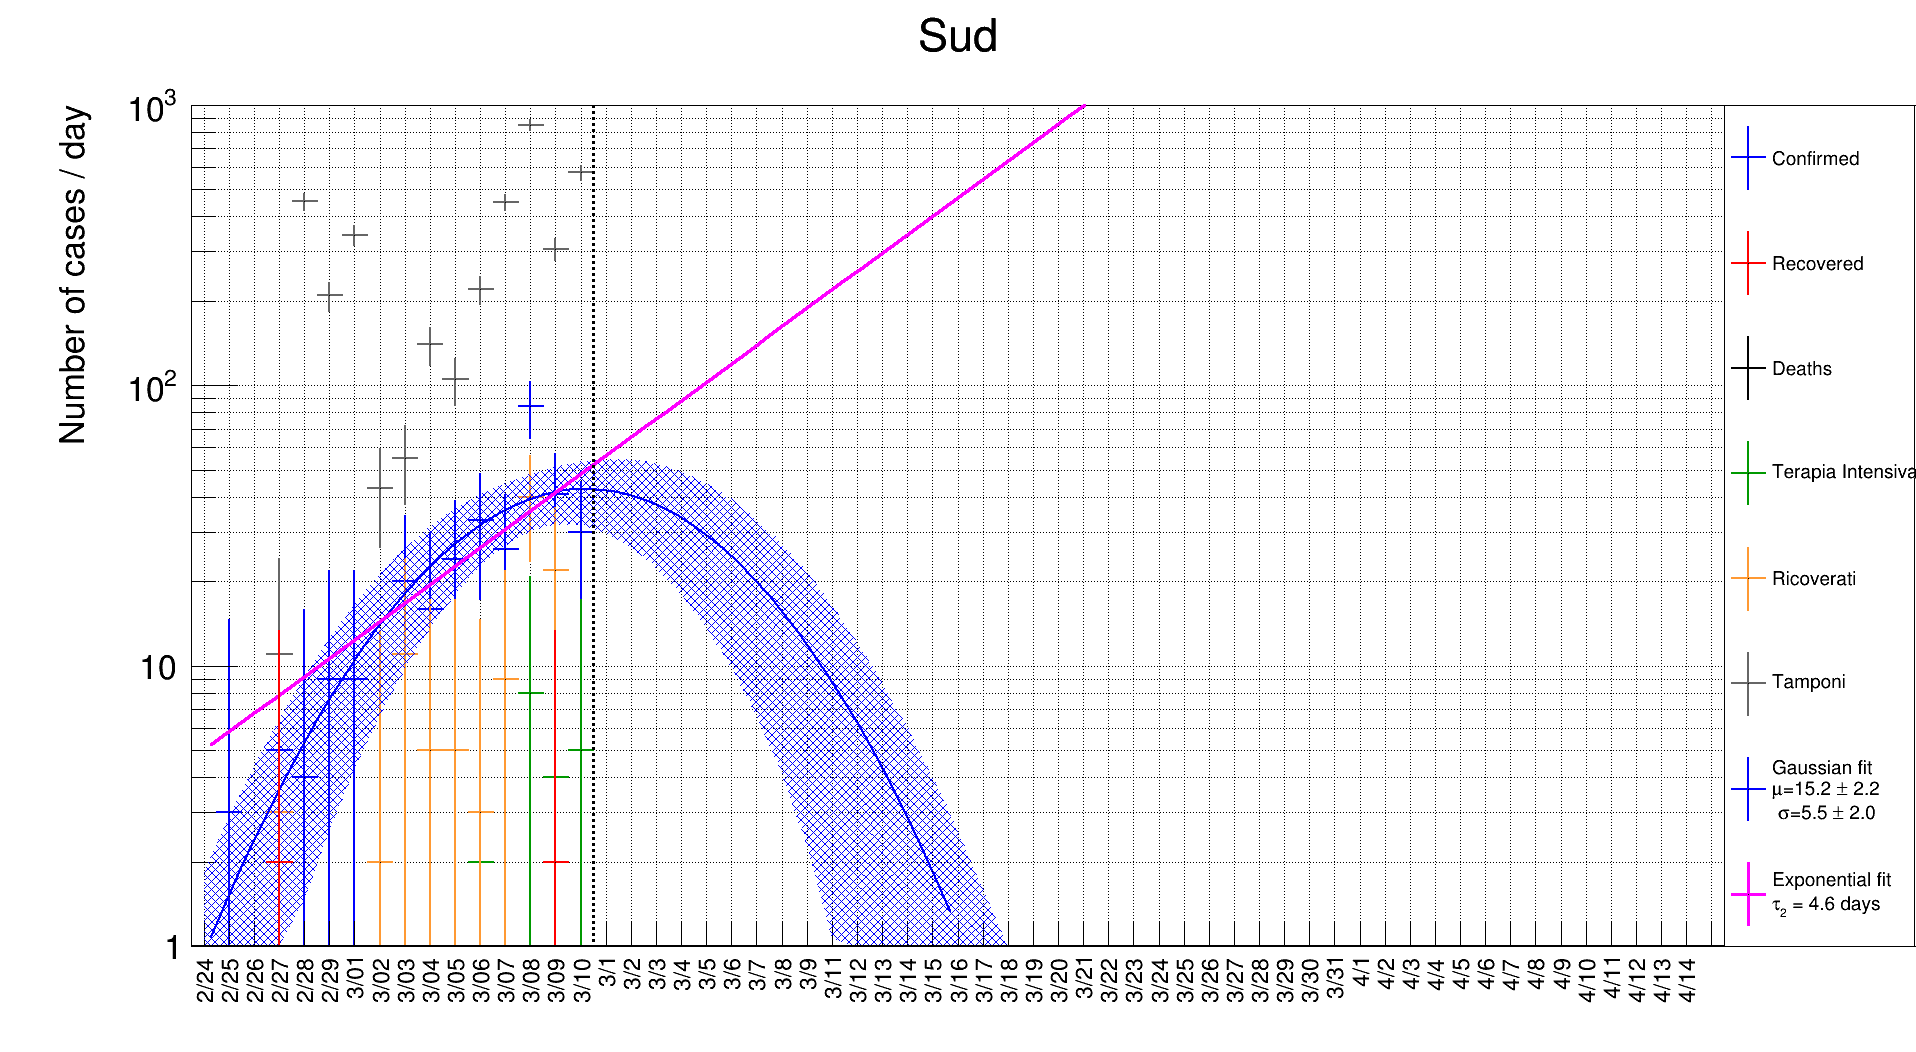 Sud
Number of cases / day
10³
10²
10
1
2/24 2/25 2/26 2/27 2/28 2/29 3/01 3/02 3/03 3/04 3/05 3/06 3/07 3/08 3/09 3/10 3/1 3/2 3/3 3/4 3/5 3/6 3/7 3/8 3/9 3/11 3/12 3/13 3/14 3/15 3/16 3/17 3/18 3/19 3/20 3/21 3/22 3/23 3/24 3/25 3/26 3/27 3/28 3/29 3/30 3/31 4/1 4/2 4/3 4/4 4/5 4/6 4/7 4/8 4/9 4/10 4/11 4/12 4/13 4/14
Confirmed
Recovered
Deaths
Terapia Intensiva
Ricoverati
Tamponi
Gaussian fit
μ=15.2 ± 2.2
σ=5.5 ± 2.0
Exponential fit
τ₂ = 4.6 days